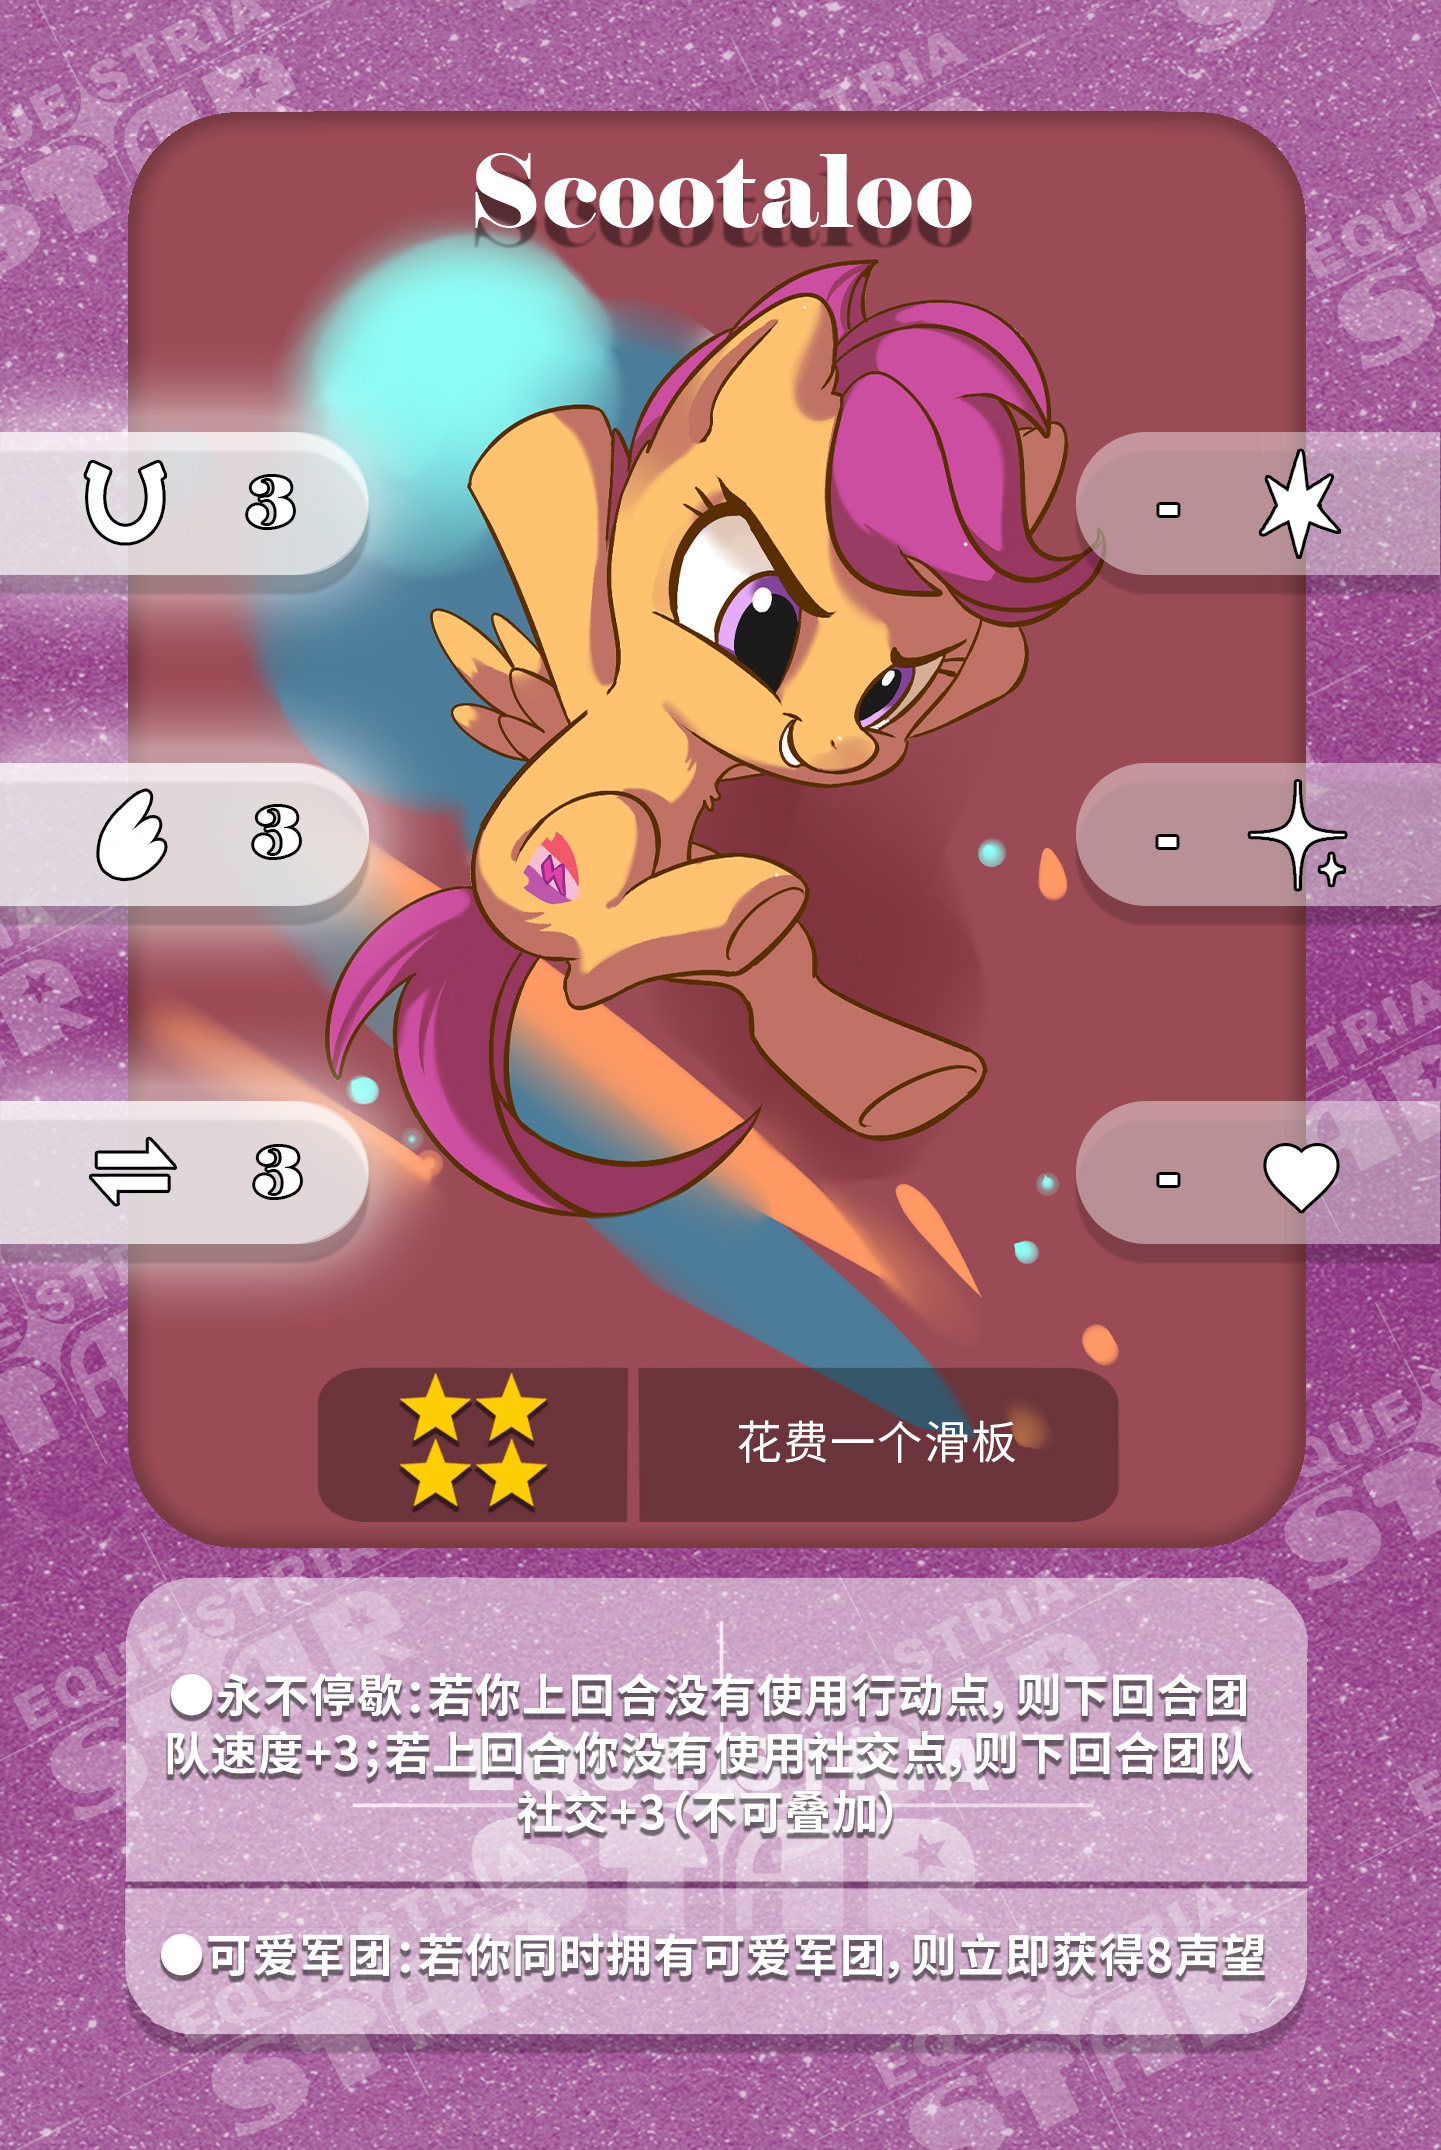 Scootaloo
3
-
3
-
3
-
花费一个滑板
●永不停歇：若你上回合没有使用行动点，则下回合团
队速度+3；若上回合你没有使用社交点，则下回合团队
社交+3（不可叠加）
EQUESTRIA
STAR
●可爱军团：若你同时拥有可爱军团，则立即获得8声望